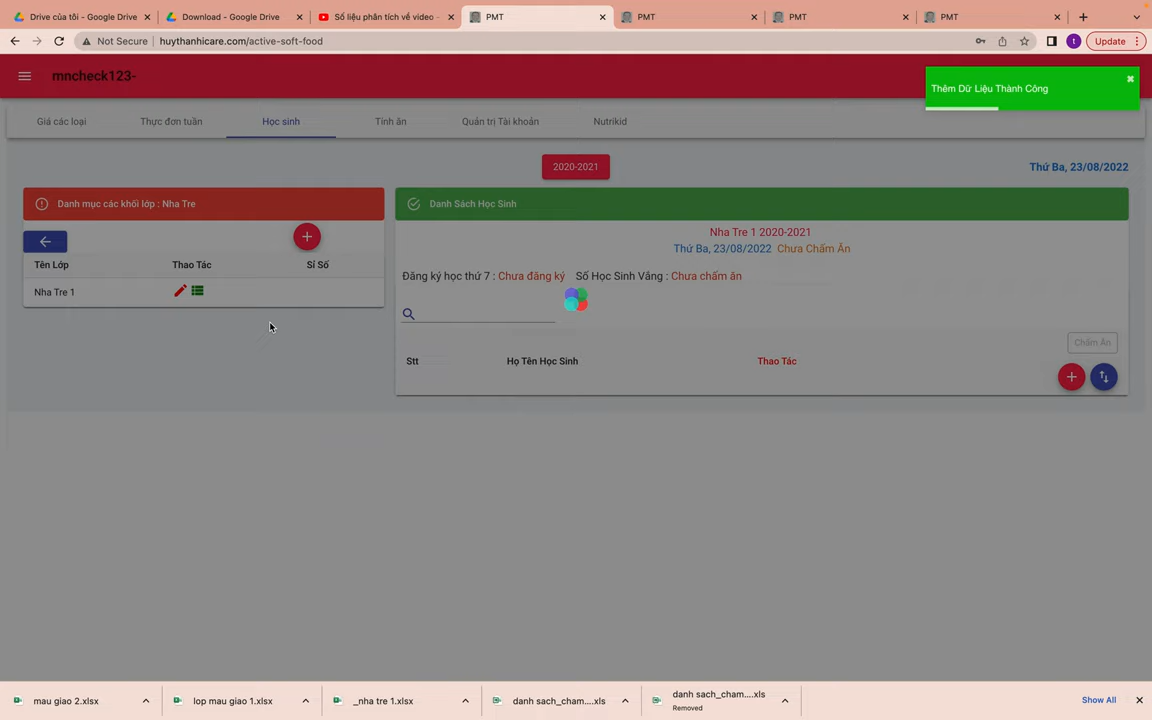 Drive của tôi - Google Drive
Download - Google Drive
Số liệu phân tích về video -
PMT
PMT
PMT
PMT
Not Secure
huythanhicare.com/active-soft-food
t
Update
mncheck123-
Thêm Dữ Liệu Thành Công
Giá các loại
Thực đơn tuần
Học sinh
Tính ăn
Quản trị Tài khoản
Nutrikid
2020-2021
Thứ Ba, 23/08/2022
Danh mục các khối lớp : Nha Tre
Danh Sách Học Sinh
Nha Tre 1 2020-2021
Thứ Ba, 23/08/2022 Chưa Chấm Ăn
Tên Lớp
Thao Tác
Sí Số
Đăng ký học thứ 7 : Chưa đăng ký Số Học Sinh Vắng : Chưa chấm ăn
Nha Tre 1
Chấm Ăn
Stt
Họ Tên Học Sinh
Thao Tác
mau giao 2.xlsx
lop mau giao 1.xlsx
_nha tre 1.xlsx
danh sach_cham....xls
danh sach_cham....xls
Removed
Show All